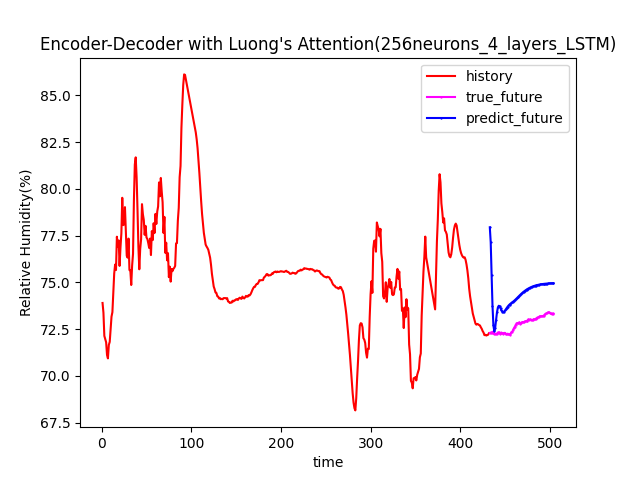 Encoder-Decoder with Luong's Attention(256neurons_4_layers_LSTM)
history
true_future
predict_future
85.0
82.5
80.0
77.5
75.0
72.5
70.0
67.5
Relative Humidity(%)
0 100 200 300 400 500
time